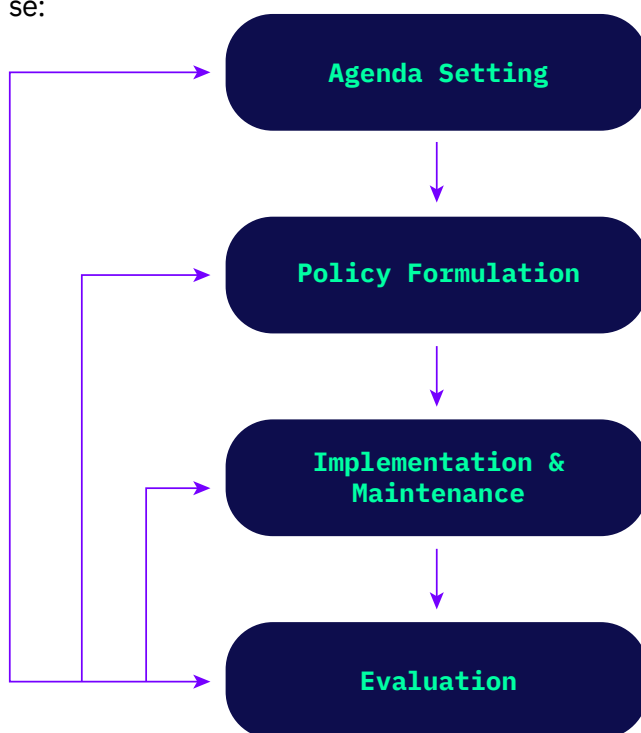 se:
Agenda Setting
Policy Formulation
Implementation &
Maintenance
Evaluation